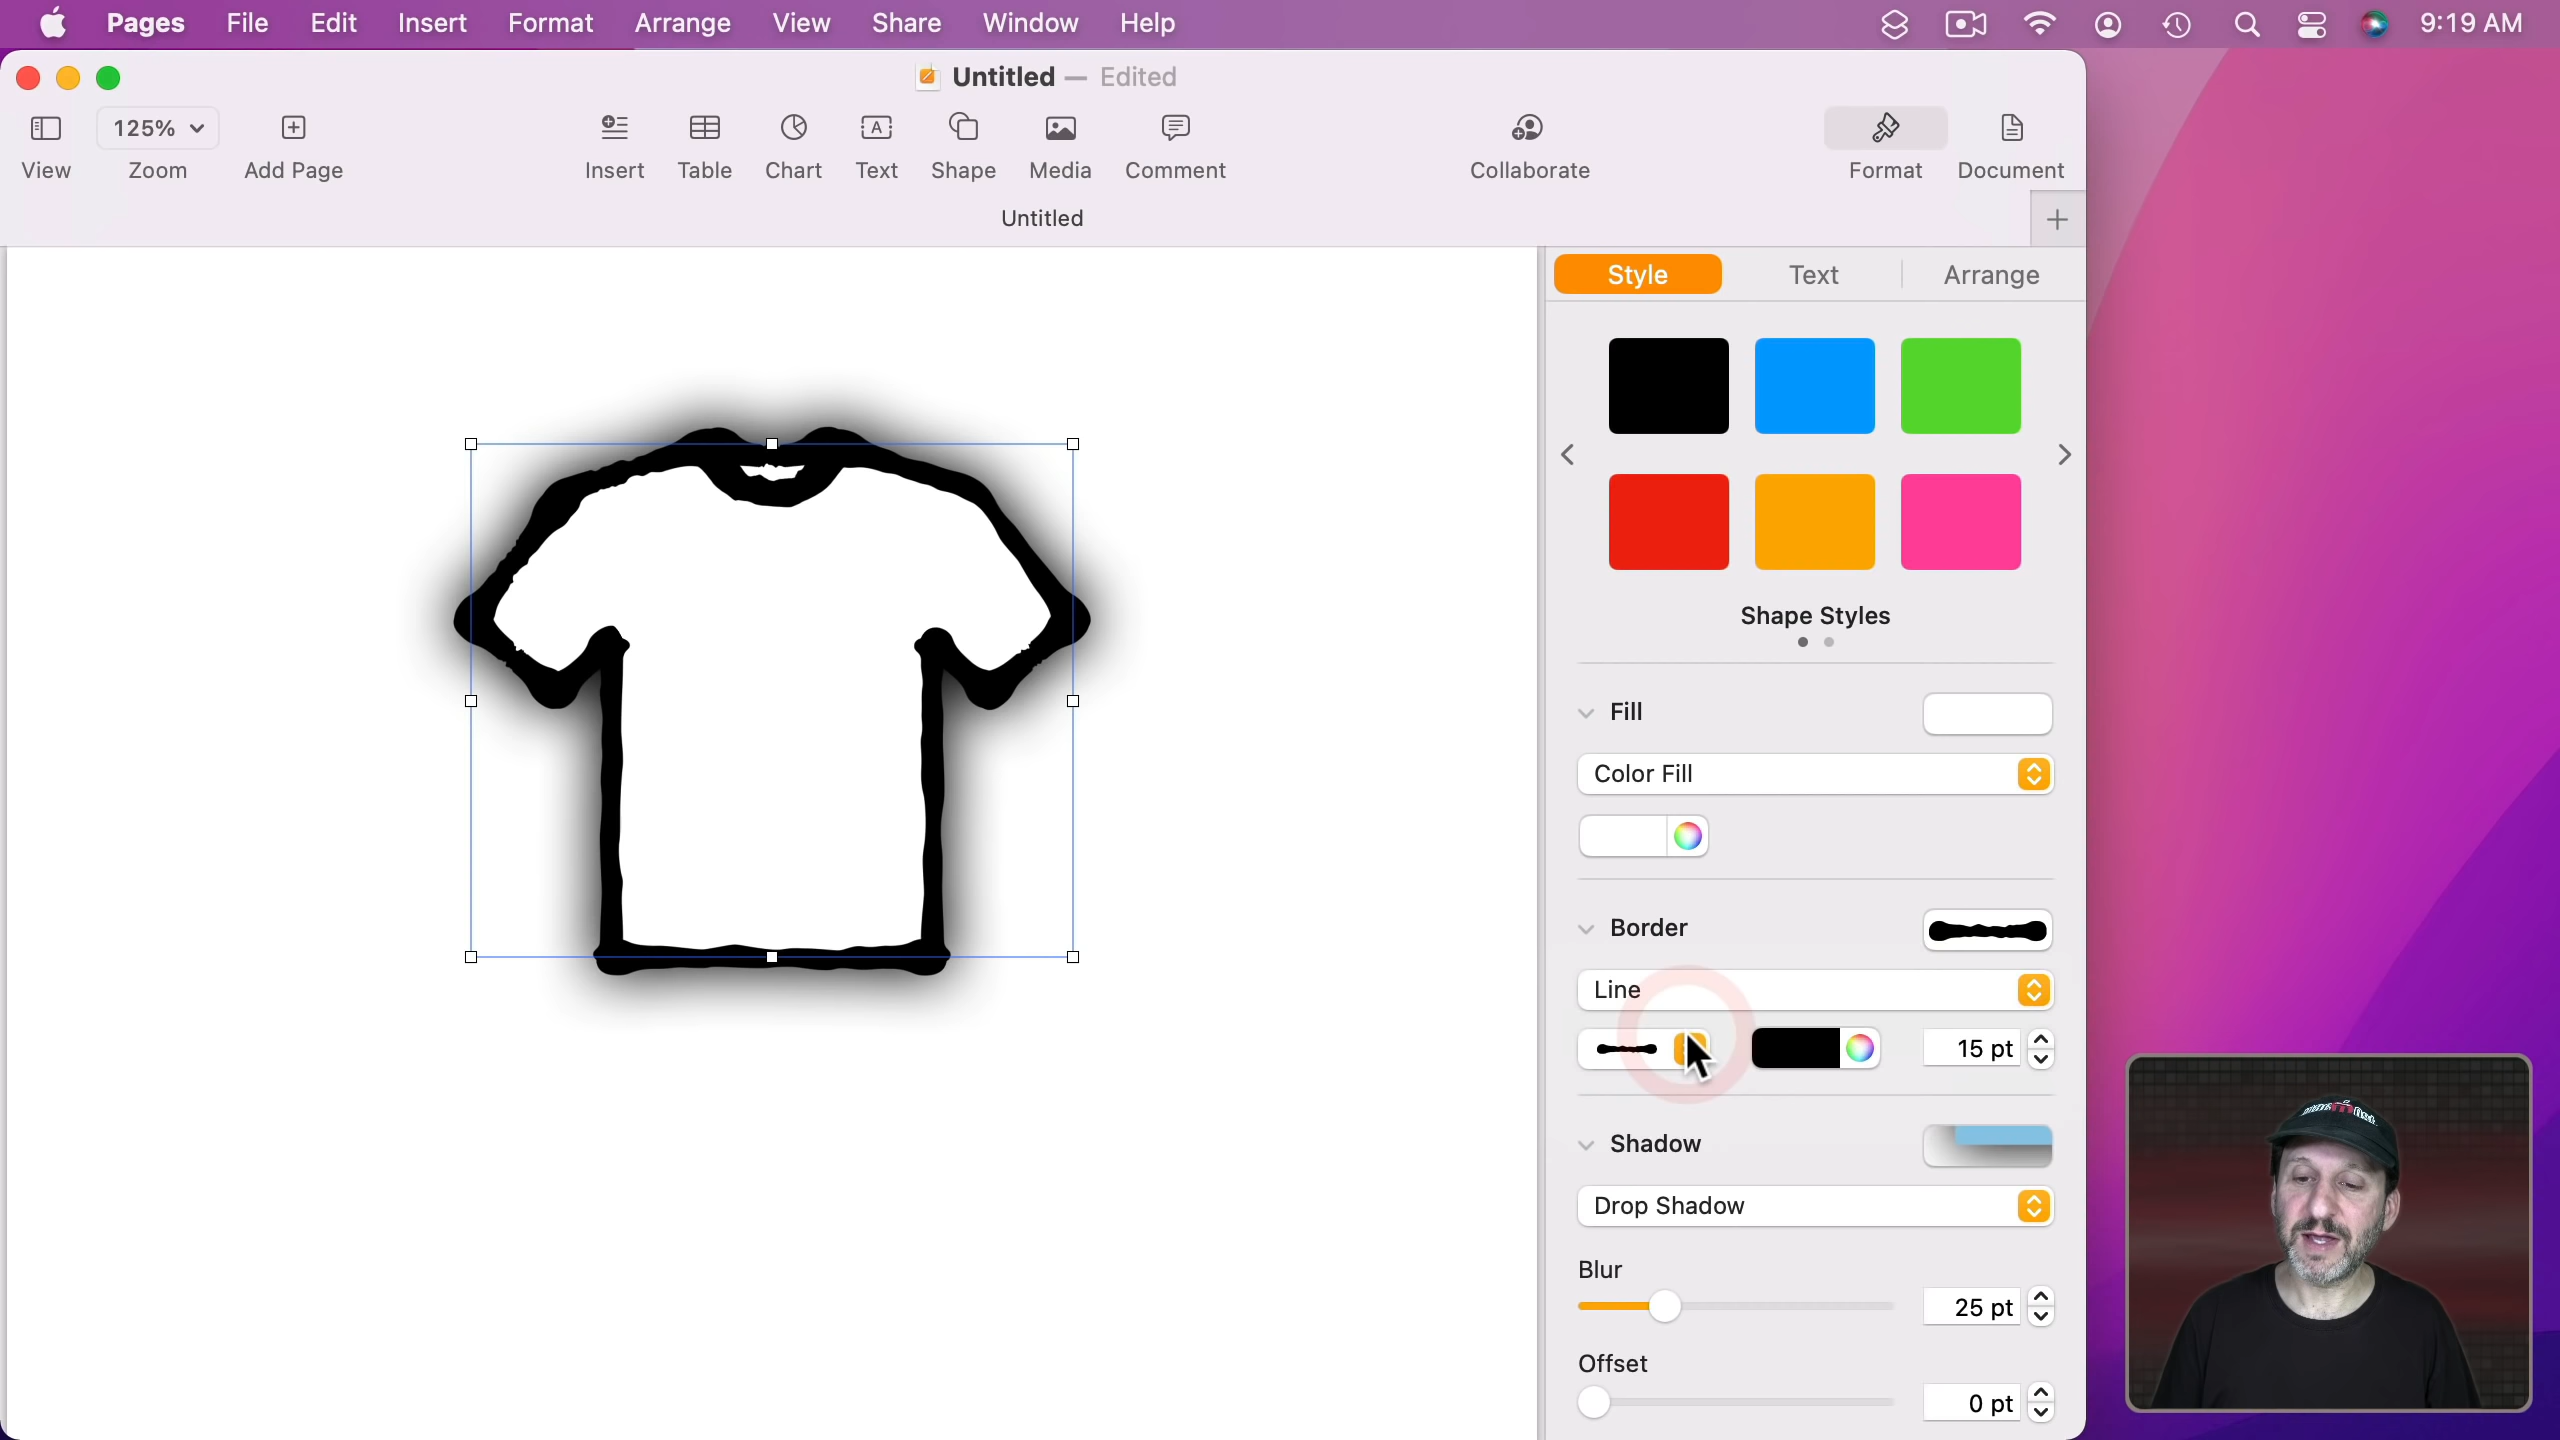 Pages File Edit Insert Format Arrange View Share Window Help 9:19 AM
Untitled — Edited
125%
View Zoom Add Page Insert Table Chart Text Shape Media Comment Collaborate Format Document
Untitled
Style Text Arrange
Shape Styles
Fill
Color Fill
Border
Line
15 pt
Shadow
Drop Shadow
Blur
25 pt
Offset
0 pt